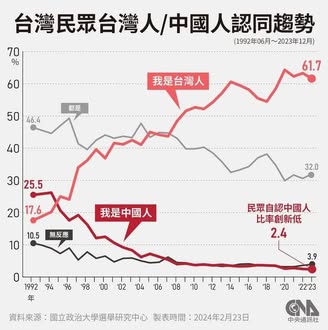 台灣民眾台灣人/中國人認同趨勢
(1992年06月～2023年12月)
70
%
61.7
60
都是
我是台灣人
50
46.4
40
32.0
30
25.5
我是中國人
民眾自認中國人
比率創新低
20
17.6
無反應
2.4
10
10.5
3.9
0
1992 '94 '96 '98 '00 '02 '04 '06 '08 '10 '12 '14 '16 '18 '20 '22 '23
年
資料來源：國立政治大學選舉研究中心 製表時間：2024年2月23日
CNA
中央通訊社